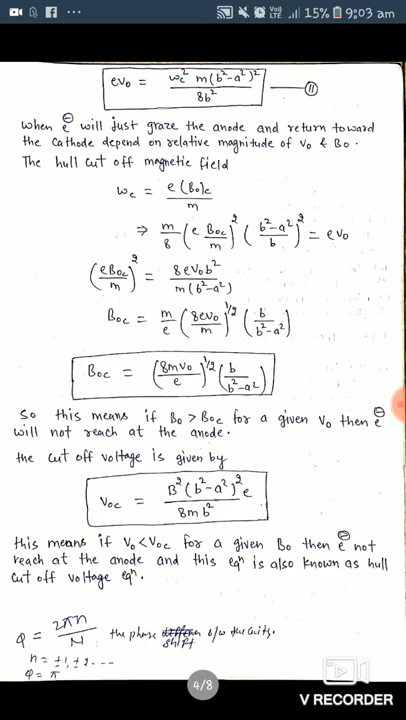 15% 9:03 am
eV₀ = ω_c² m(b²-a²)² / 8b² —— (11)
when e⊖ will just graze the anode and return toward
the cathode depend on relative magnitude of V₀ & B₀.
The hull cut off magnetic field
ω_c = e(B₀)c / m
⇒ m/8 (e B₀c / m)² (b²-a² / b)² = eV₀
(eB₀c / m)² = 8eV₀b² / m(b²-a²)
B₀c = m/e (8eV₀ / m)^1/2 (b / b²-a²)
B₀c = (8mV₀ / e)^1/2 (b / b²-a²)
So this means if B₀ > B₀c for a given V₀ then e⊖
will not reach at the anode.
the cut off voltage is given by
V₀c = B²(b²-a²)² e / 8mb²
this means if V₀ < V₀c for a given B₀ then e⊖ not
reach at the anode and this eqⁿ is also known as hull
cut off voltage eqⁿ.
φ = 2πn / N the phase shift b/w the Cavits.
n = ±1, ±2 ----
φ = π
4/8
V RECORDER